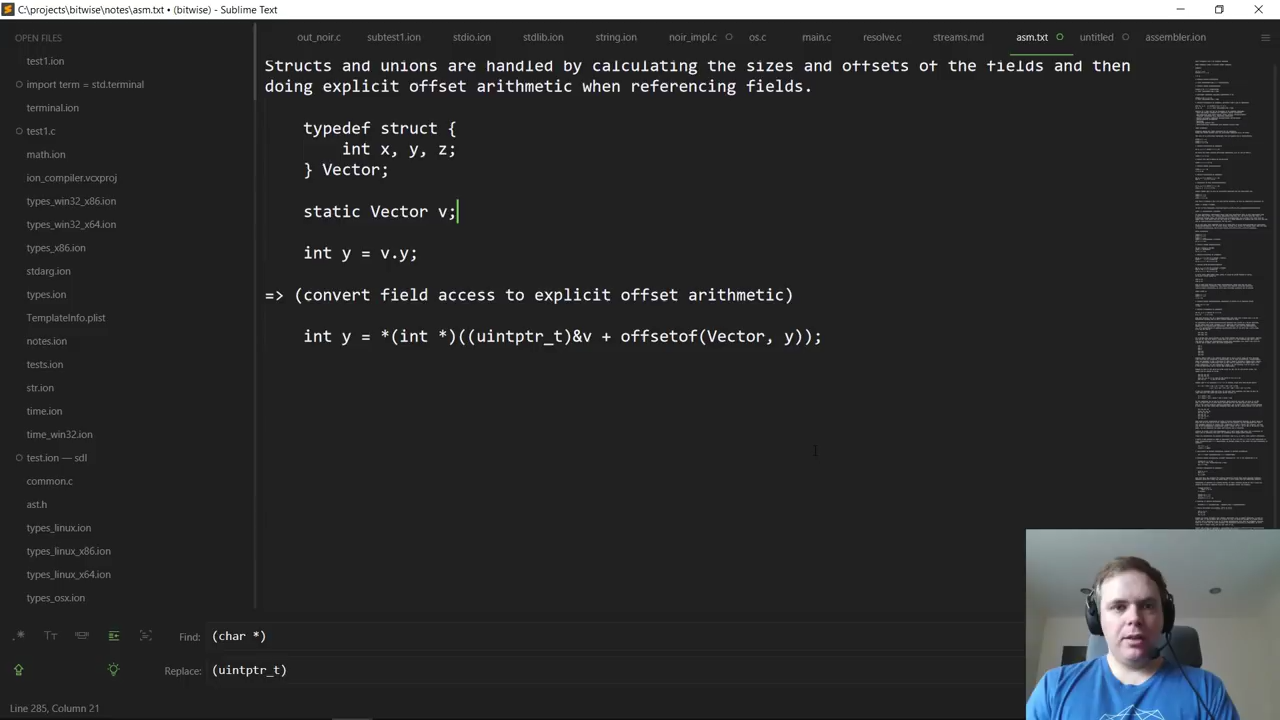 C:\projects\bitwise\notes\asm.txt • (bitwise) - Sublime Text
OPEN FILES
out_noir.c subtest1.ion stdio.ion stdlib.ion string.ion noir_impl.c os.c main.c resolve.c streams.md asm.txt untitled assembler.ion
test1.ion
import term = std.terminal
terminal.ion
test1.c
math.ion
ion_compiler.vcxproj
types_win32_x86.ion
types_win32_x64.ion
types_x86.ion
stdarg.ion
types.ion
TemplateInfo.plist
notes.ion
tests.ion
str.ion
time.ion
time_win32.ion
test.ion — sdl
common.c
ast.h
types_linux.ion
types_linux_x86.ion
types_linux_x64.ion
types_osx.ion
Structs and unions are handled by calculating the sizes and offsets of the fields and then
doing explicit offset arithmetic when referencing fields.
typedef struct {
int x, y, z;
} Vector;
static Vector v;
int y = v.y;
=> (convert field access to explicit offset arithmetic)
int y = *(int *)((uintptr_t)&v + offsetof(Vector, y));
Find: (char *)
Replace: (uintptr_t)
Line 285, Column 21